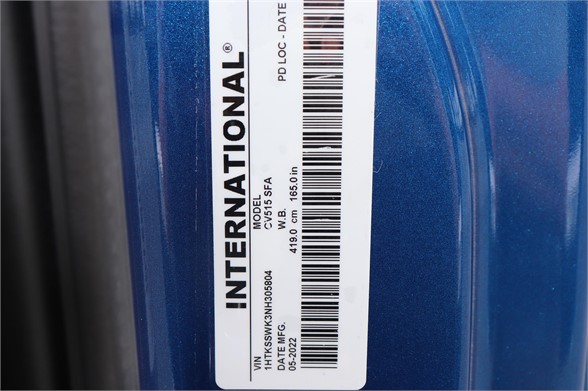 INTERNATIONAL®
VIN
1HTKSSWK3NH305804
MODEL
CV515 SFA
DATE MFG.
05-2022
W.B.
419.0 cm 165.0 in
PD LOC - DATE